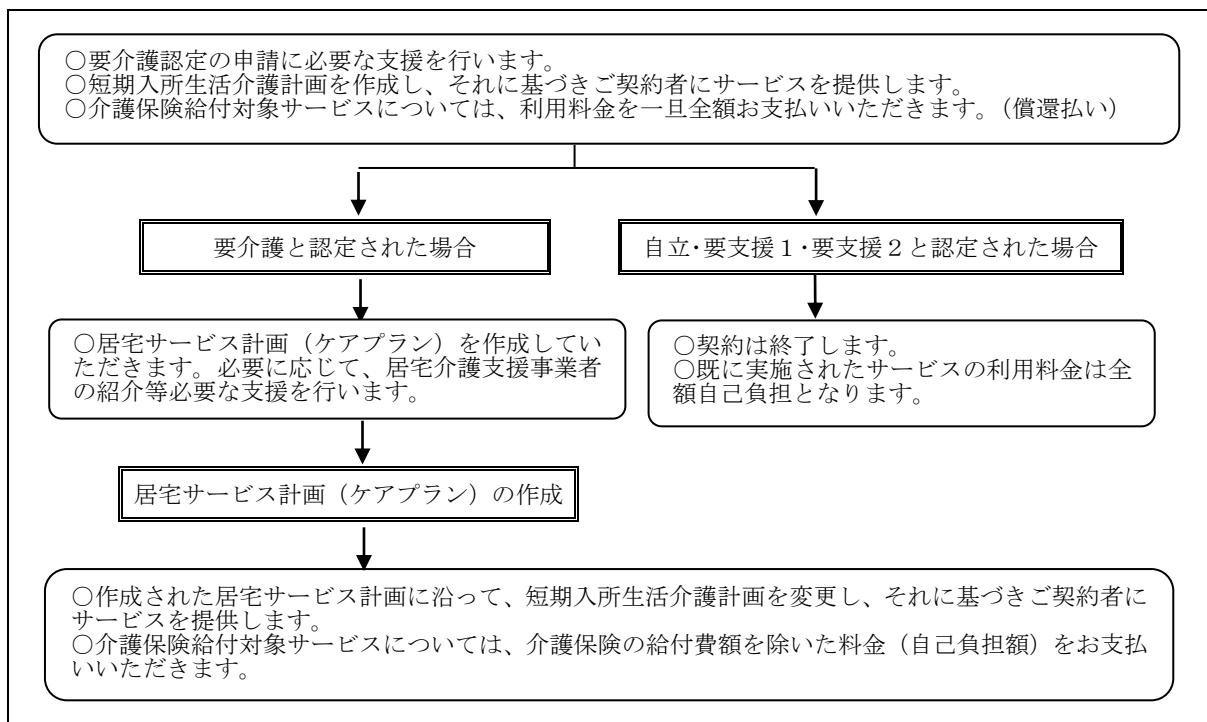 ○要介護認定の申請に必要な支援を行います。
○短期入所生活介護計画を作成し、それに基づきご契約者にサービスを提供します。
○介護保険給付対象サービスについては、利用料金を一旦全額お支払いいただきます。（償還払い）
要介護と認定された場合
自立・要支援１・要支援２と認定された場合
○居宅サービス計画（ケアプラン）を作成してい
ただきます。必要に応じて、居宅介護支援事業者
の紹介等必要な支援を行います。
○契約は終了します。
○既に実施されたサービスの利用料金は全
額自己負担となります。
居宅サービス計画（ケアプラン）の作成
○作成された居宅サービス計画に沿って、短期入所生活介護計画を変更し、それに基づきご契約者に
サービスを提供します。
○介護保険給付対象サービスについては、介護保険の給付費額を除いた料金（自己負担額）をお支払
いいただきます。